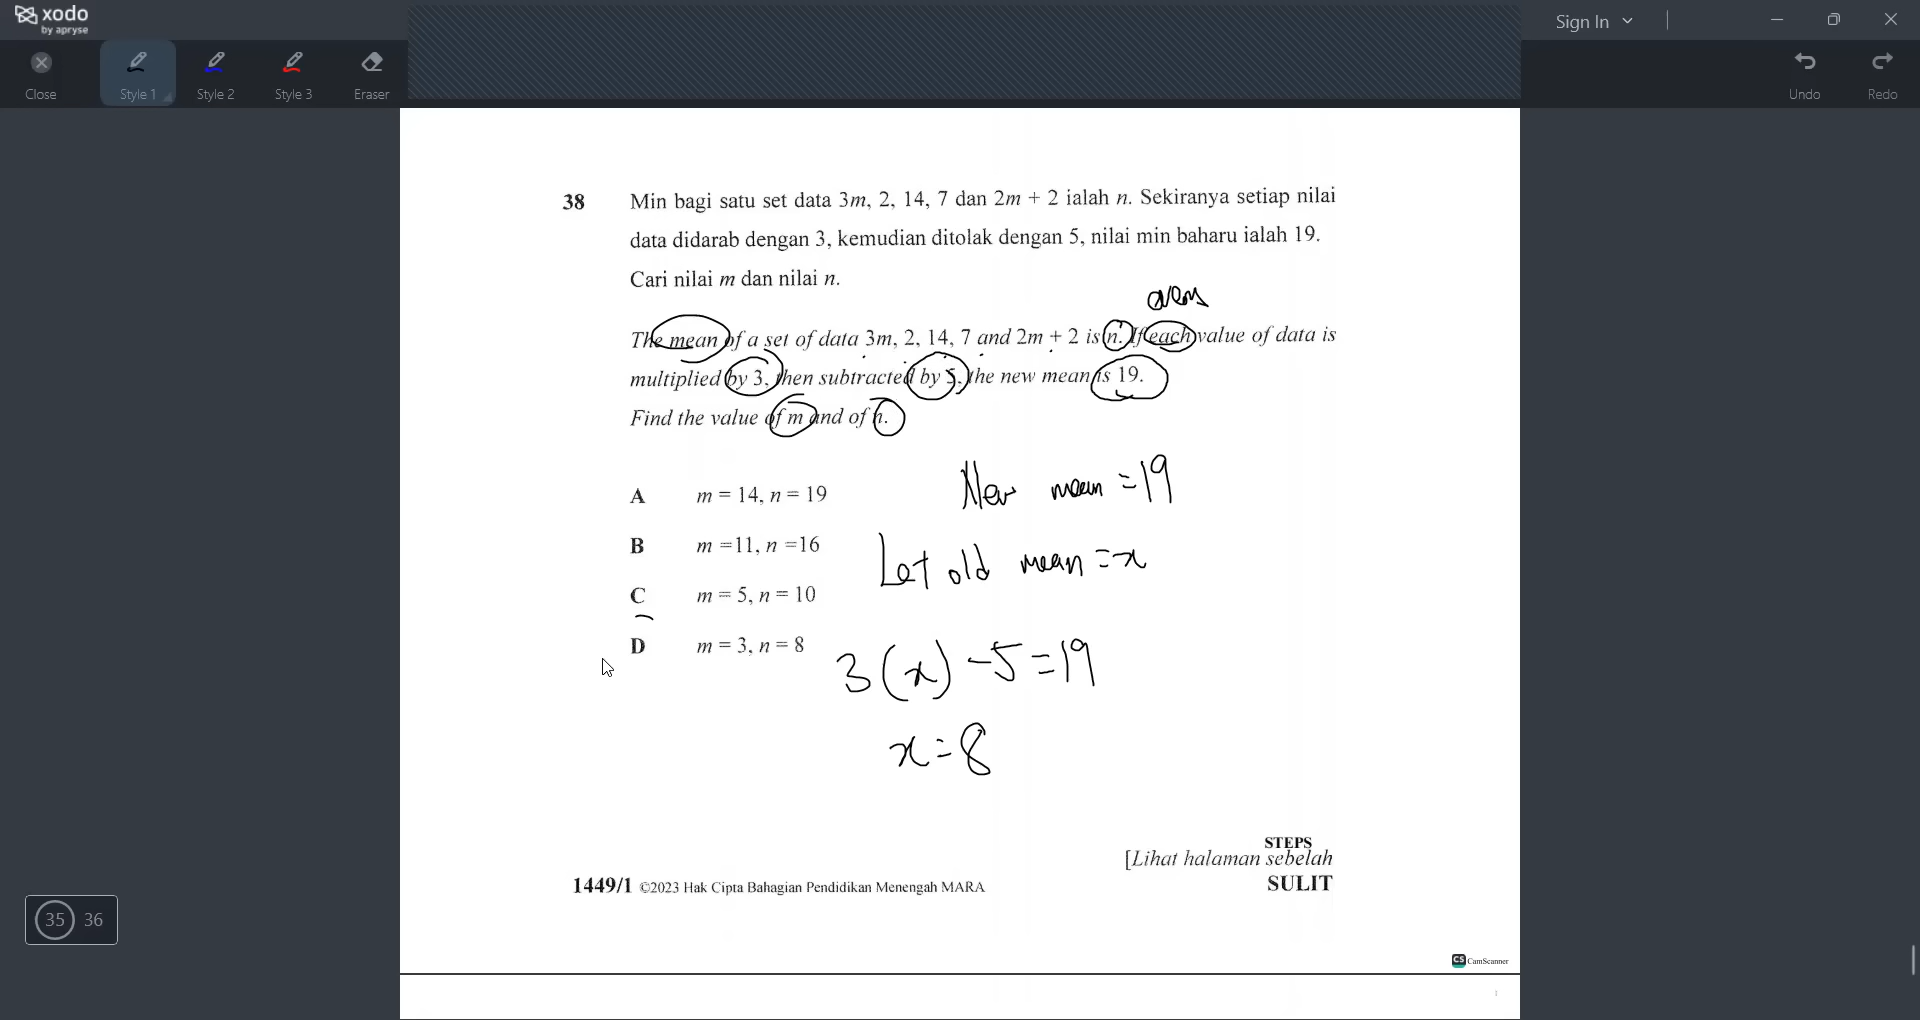 xodo
by apryse
Sign In
Close
Style 1
Style 2
Style 3
Eraser
Undo
Redo
38 Min bagi satu set data 3m, 2, 14, 7 dan 2m + 2 ialah n. Sekiranya setiap nilai
data didarab dengan 3, kemudian ditolak dengan 5, nilai min baharu ialah 19.
Cari nilai m dan nilai n.
The mean of a set of data 3m, 2, 14, 7 and 2m + 2 is n. If each value of data is
multiplied by 3, then subtracted by 5, the new mean is 19.
Find the value of m and of n.
A m = 14, n = 19
B m =11, n =16
C m = 5, n = 10
D m = 3, n = 8
New mean = 19
Let old mean = x
3(x) - 5 = 19
x = 8
STEPS
[Lihat halaman sebelah
SULIT
1449/1 ©2023 Hak Cipta Bahagian Pendidikan Menengah MARA
35 36
CS CamScanner